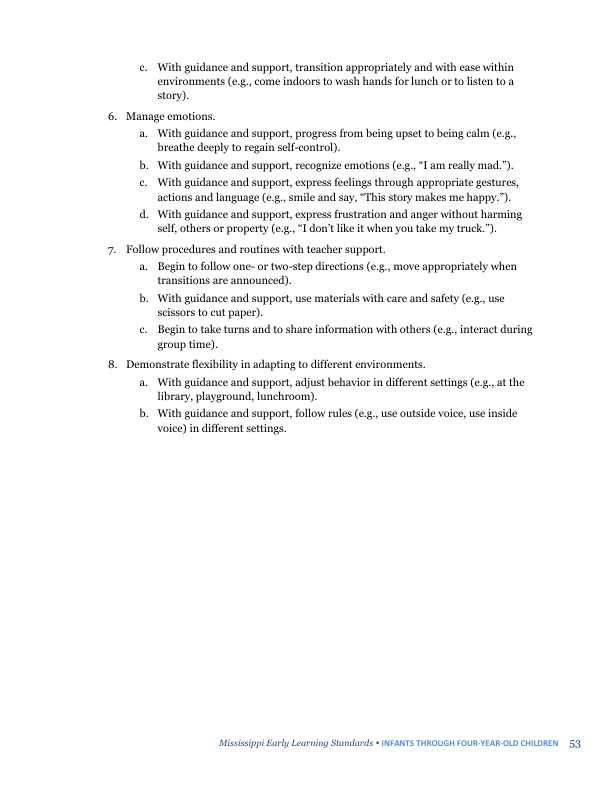 c. With guidance and support, transition appropriately and with ease within
environments (e.g., come indoors to wash hands for lunch or to listen to a
story).
6. Manage emotions.
a. With guidance and support, progress from being upset to being calm (e.g.,
breathe deeply to regain self-control).
b. With guidance and support, recognize emotions (e.g., “I am really mad.”).
c. With guidance and support, express feelings through appropriate gestures,
actions and language (e.g., smile and say, “This story makes me happy.”).
d. With guidance and support, express frustration and anger without harming
self, others or property (e.g., “I don’t like it when you take my truck.”).
7. Follow procedures and routines with teacher support.
a. Begin to follow one- or two-step directions (e.g., move appropriately when
transitions are announced).
b. With guidance and support, use materials with care and safety (e.g., use
scissors to cut paper).
c. Begin to take turns and to share information with others (e.g., interact during
group time).
8. Demonstrate flexibility in adapting to different environments.
a. With guidance and support, adjust behavior in different settings (e.g., at the
library, playground, lunchroom).
b. With guidance and support, follow rules (e.g., use outside voice, use inside
voice) in different settings.
Mississippi Early Learning Standards • INFANTS THROUGH FOUR-YEAR-OLD CHILDREN 53